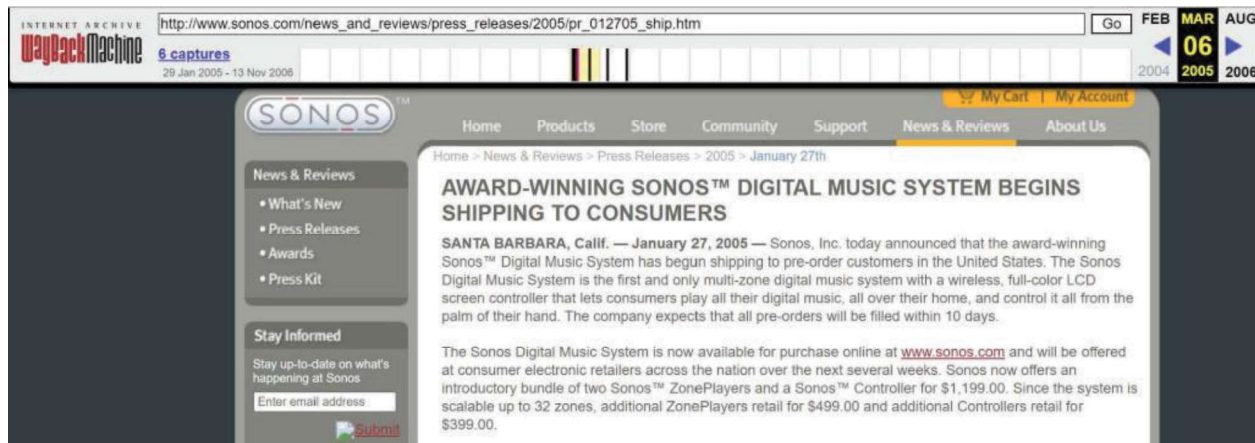 INTERNET ARCHIVE
WayBackMachine
http://www.sonos.com/news_and_reviews/press_releases/2005/pr_012705_ship.htm
Go
FEB MAR AUG
06
2004 2005 2006
6 captures
29 Jan 2005 - 13 Nov 2006
My Cart | My Account
SONOS™
Home Products Store Community Support News & Reviews About Us
Home > News & Reviews > Press Releases > 2005 > January 27th
News & Reviews
• What's New
• Press Releases
• Awards
• Press Kit
Stay Informed
Stay up-to-date on what's
happening at Sonos
Enter email address
Submit
AWARD-WINNING SONOS™ DIGITAL MUSIC SYSTEM BEGINS
SHIPPING TO CONSUMERS
SANTA BARBARA, Calif. — January 27, 2005 — Sonos, Inc. today announced that the award-winning
Sonos™ Digital Music System has begun shipping to pre-order customers in the United States. The Sonos
Digital Music System is the first and only multi-zone digital music system with a wireless, full-color LCD
screen controller that lets consumers play all their digital music, all over their home, and control it all from the
palm of their hand. The company expects that all pre-orders will be filled within 10 days.
The Sonos Digital Music System is now available for purchase online at www.sonos.com and will be offered
at consumer electronic retailers across the nation over the next several weeks. Sonos now offers an
introductory bundle of two Sonos™ ZonePlayers and a Sonos™ Controller for $1,199.00. Since the system is
scalable up to 32 zones, additional ZonePlayers retail for $499.00 and additional Controllers retail for
$399.00.